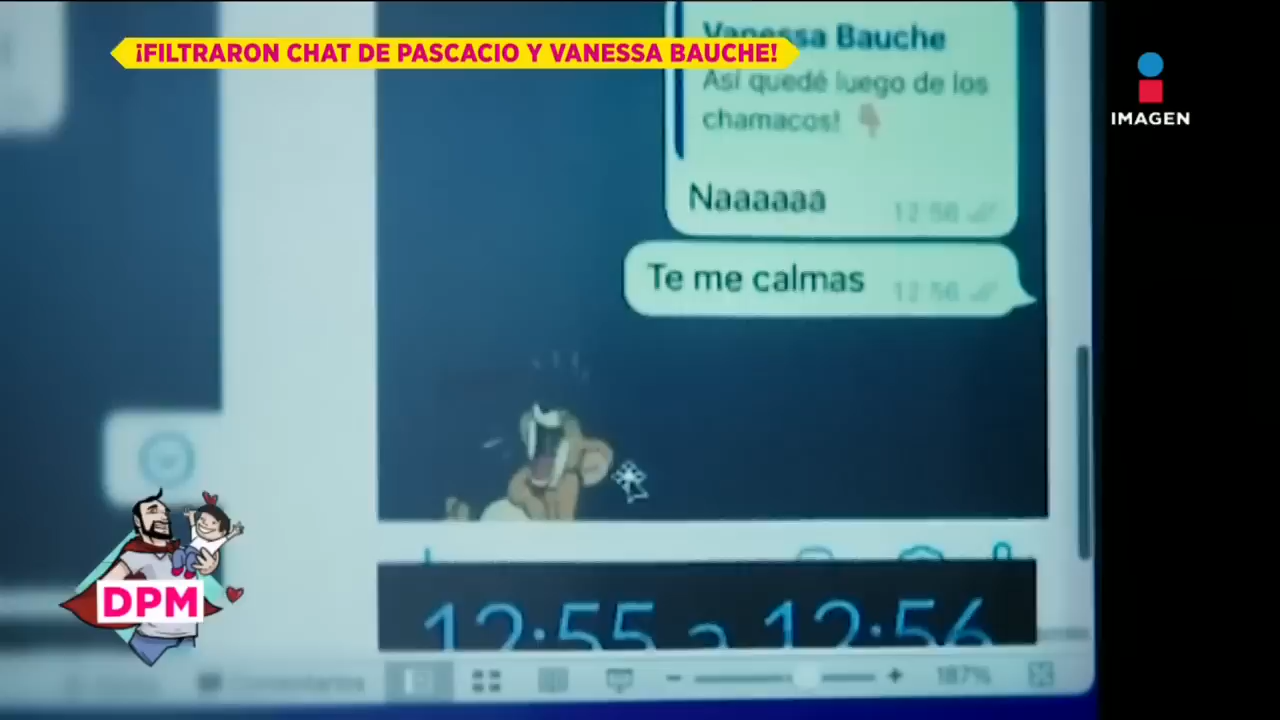 ¡FILTRARON CHAT DE PASCACIO Y VANESSA BAUCHE!
IMAGEN
Vanessa Bauche
Así quedé luego de los
chamacos!
Naaaaaa
12:56
Te me calmas
12:56
DPM
12:55 a 12:56
187%